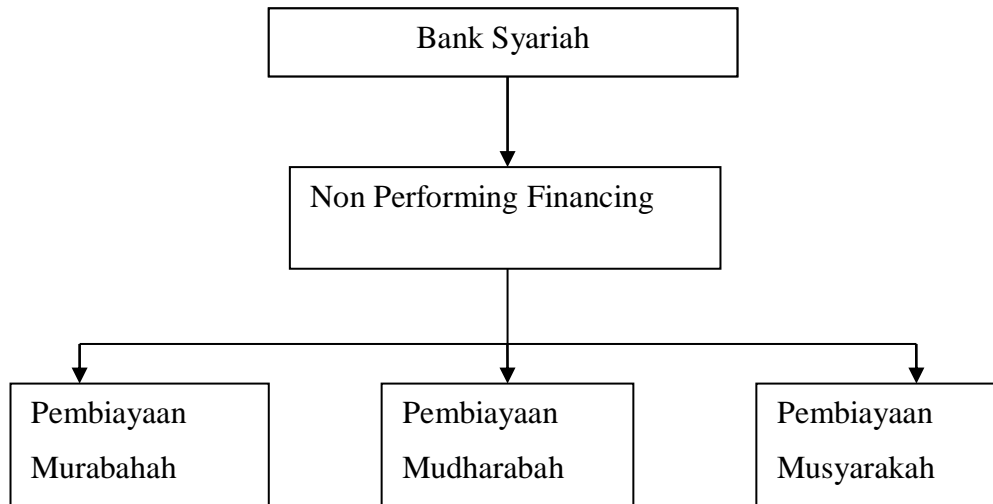 Bank Syariah
Non Performing Financing
Pembiayaan
Murabahah
Pembiayaan
Mudharabah
Pembiayaan
Musyarakah